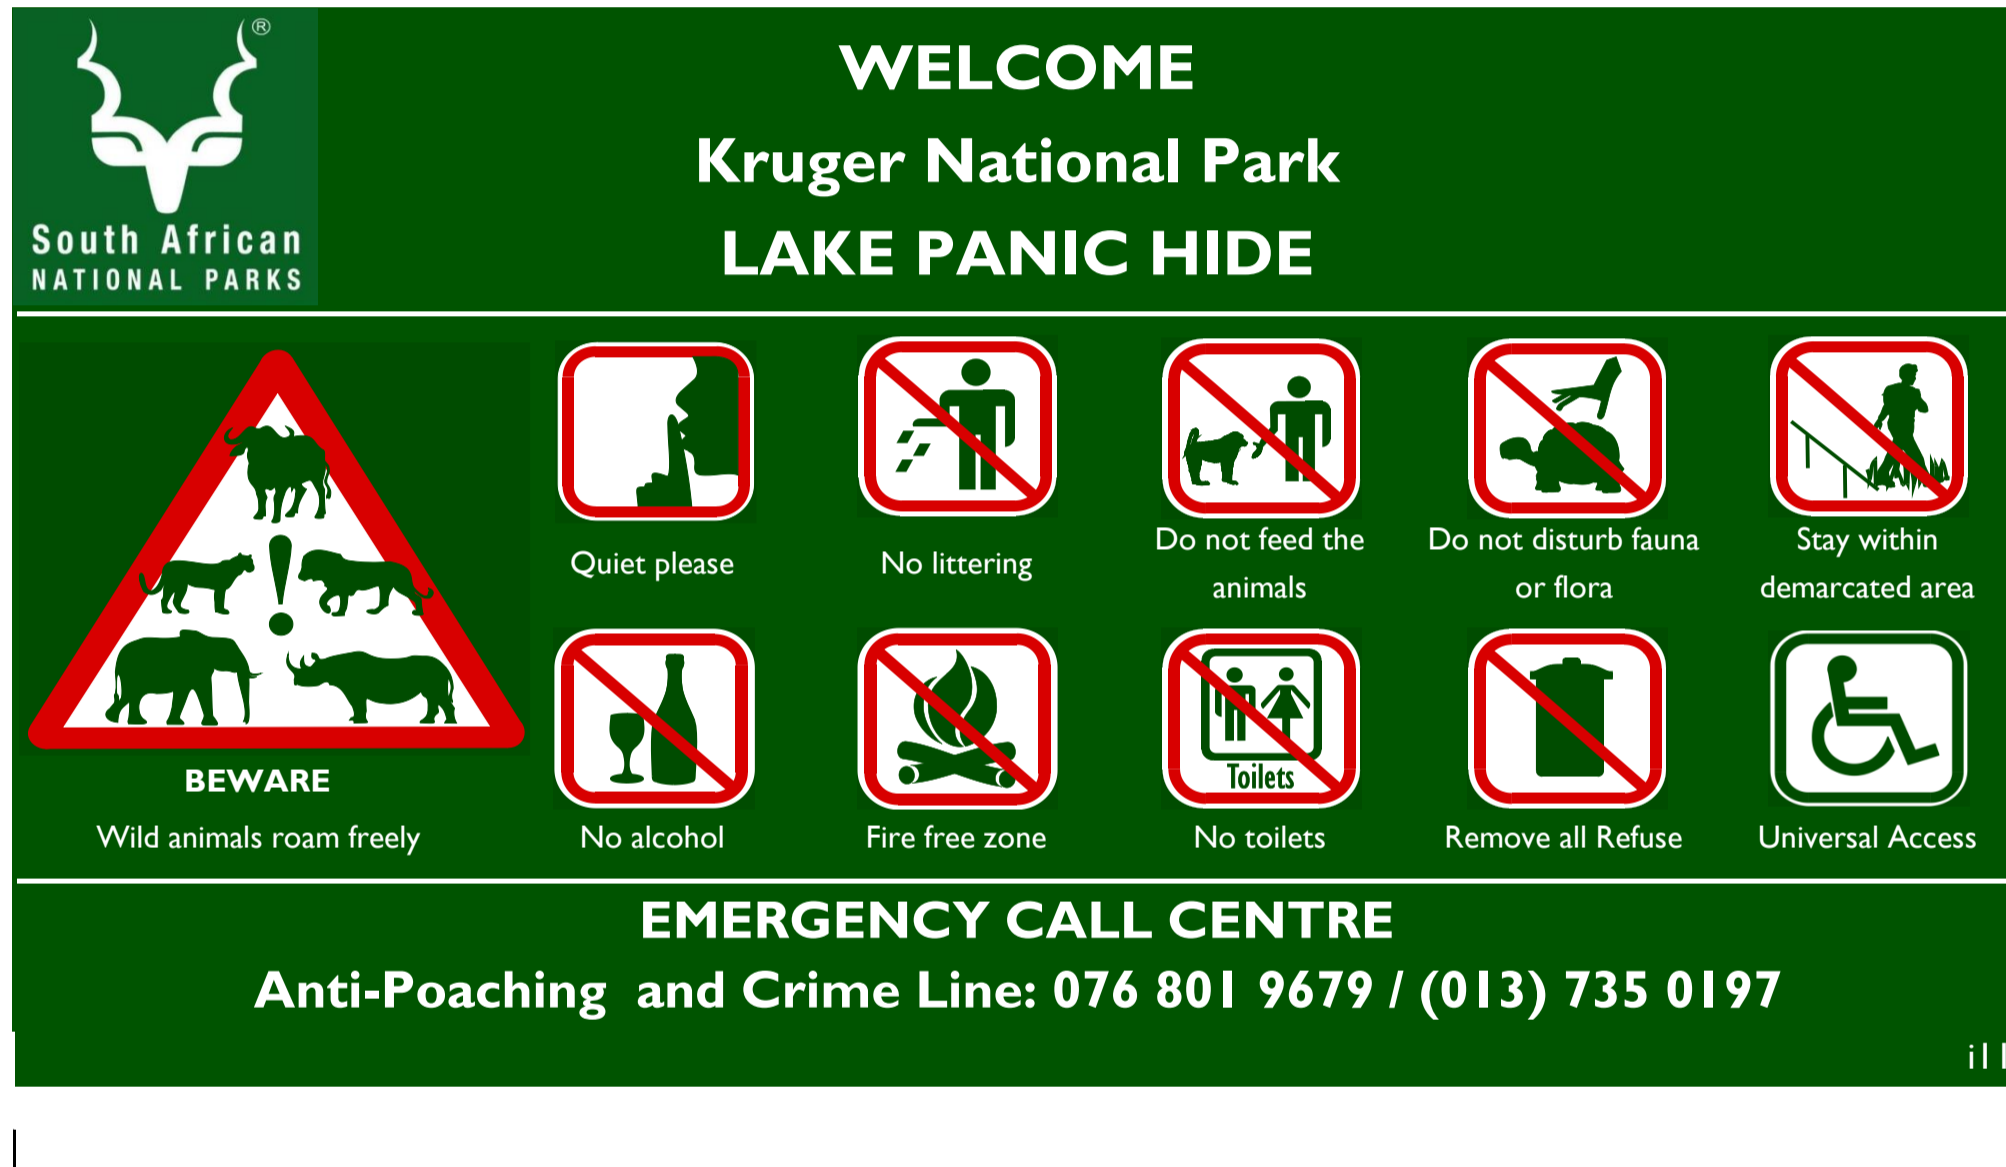 ®
South African
NATIONAL PARKS
WELCOME
Kruger National Park
LAKE PANIC HIDE
BEWARE
Wild animals roam freely
Quiet please
No littering
Do not feed the
animals
Do not disturb fauna
or flora
Stay within
demarcated area
No alcohol
Fire free zone
Toilets
No toilets
Remove all Refuse
Universal Access
EMERGENCY CALL CENTRE
Anti-Poaching and Crime Line: 076 801 9679 / (013) 735 0197